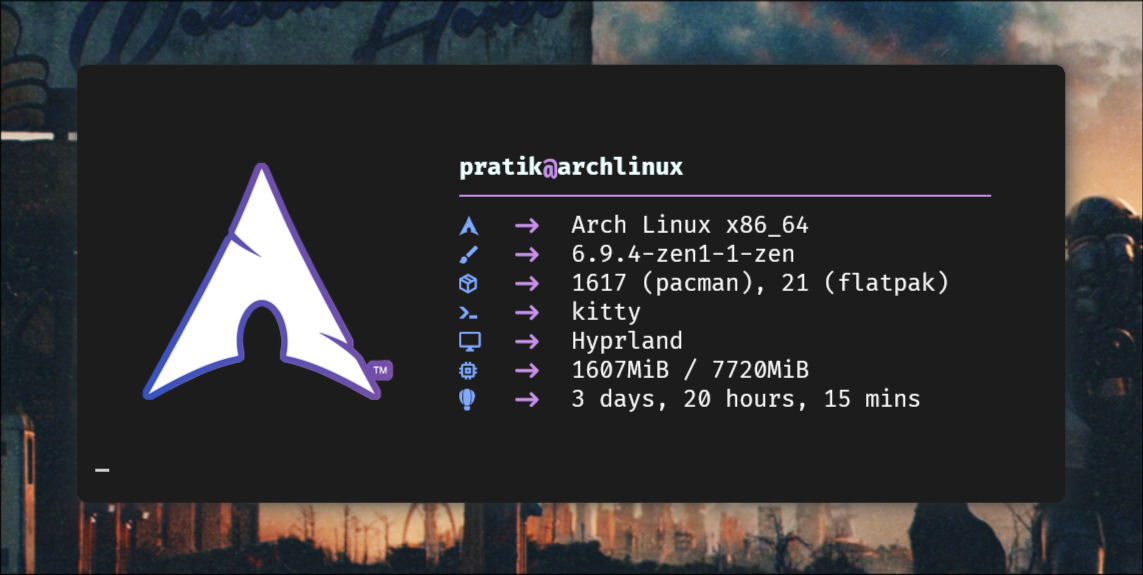 Welcome Home
pratik@archlinux
→ Arch Linux x86_64
→ 6.9.4-zen1-1-zen
→ 1617 (pacman), 21 (flatpak)
→ kitty
→ Hyprland
→ 1607MiB / 7720MiB
→ 3 days, 20 hours, 15 mins
TM
_